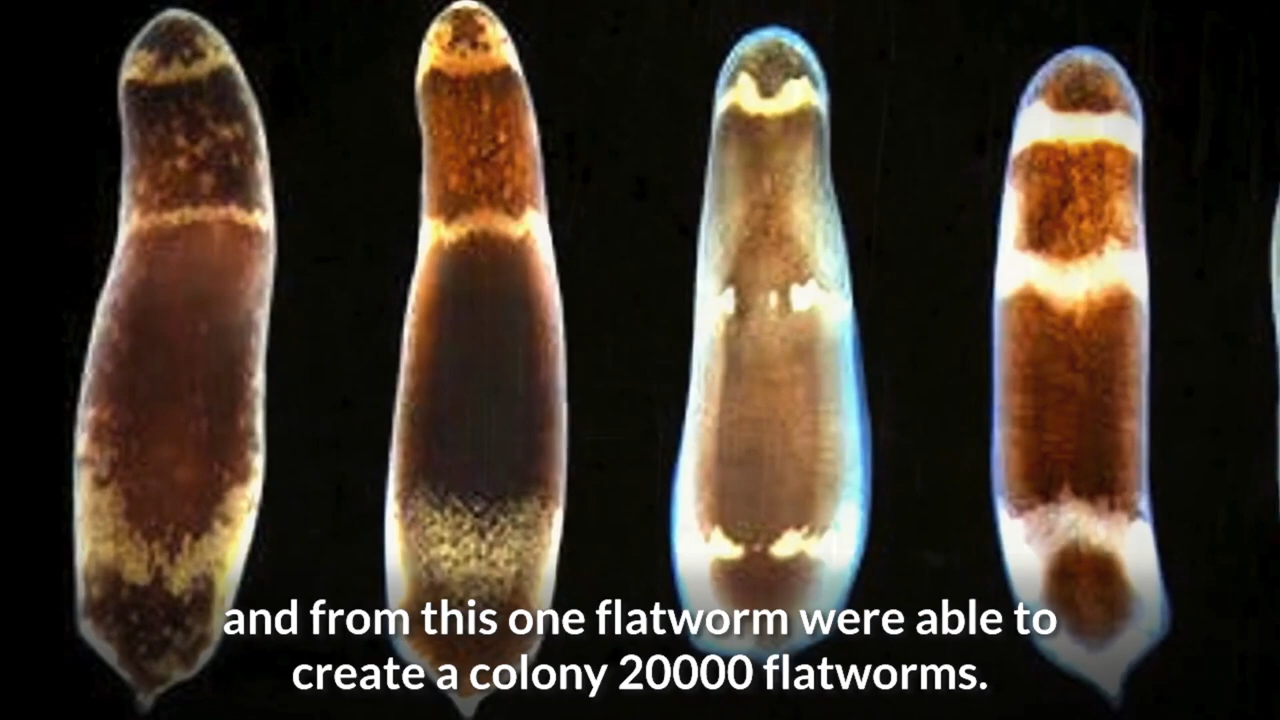 and from this one flatworm were able to
create a colony 20000 flatworms.